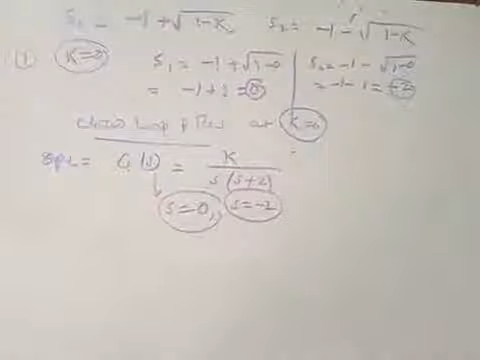 S₁ = -1 + √1-K, S₂ = -1 - √1-K
① K=0 S₁ = -1 + √1-0 S₂ = -1 - √1-0
= -1+1 = 0 = -1-1 = -2
closed loop poles at K=0
G(s) = K / s(s+2)
s=0, s=-2